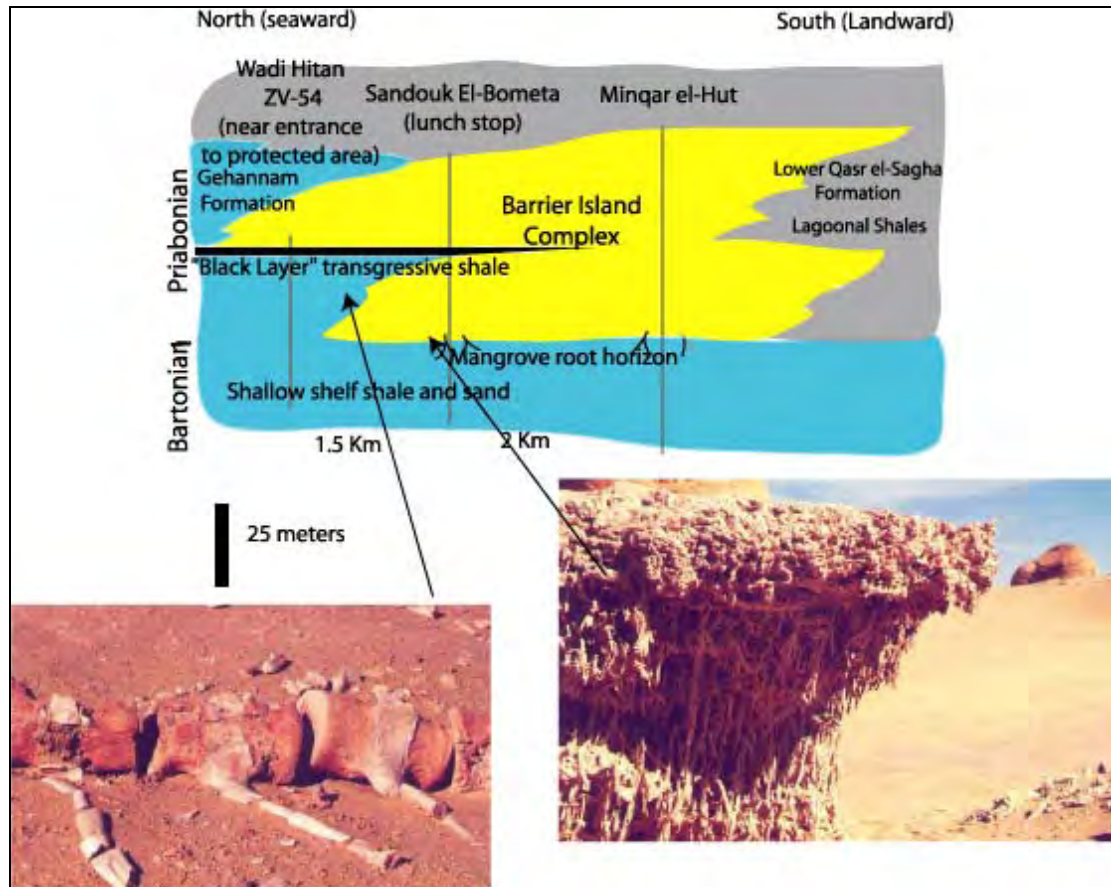 North (seaward)
South (Landward)
Wadi Hitan
ZV-54
(near entrance
to protected area)
Sandouk El-Bometa
(lunch stop)
Minqar el-Hut
Gehannam
Formation
Lower Qasr el-Sagha
Formation
Lagoonal Shales
Barrier Island
Complex
Priabonian
"Black Layer" transgressive shale
Mangrove root horizon
Bartonian
Shallow shelf shale and sand
1.5 Km
2 Km
25 meters